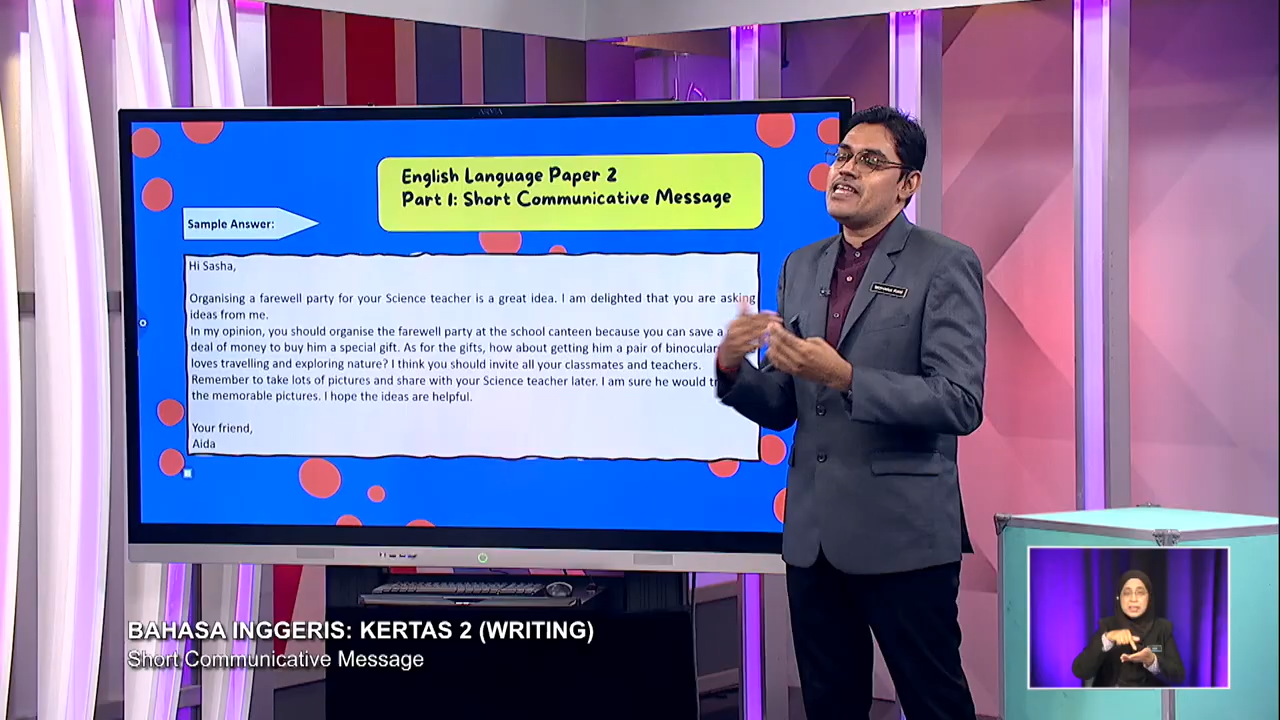 English Language Paper 2
Part 1: Short Communicative Message
Sample Answer:
Hi Sasha,
Organising a farewell party for your Science teacher is a great idea. I am delighted that you are asking
ideas from me.
In my opinion, you should organise the farewell party at the school canteen because you can save a
deal of money to buy him a special gift. As for the gifts, how about getting him a pair of
loves travelling and exploring nature? I think you should invite all your classmates and teachers.
Remember to take lots of pictures and share with your Science teacher later. I am sure he would
the memorable pictures. I hope the ideas are helpful.
Your friend,
Aida
BAHASA INGGERIS: KERTAS 2 (WRITING)
Short Communicative Message